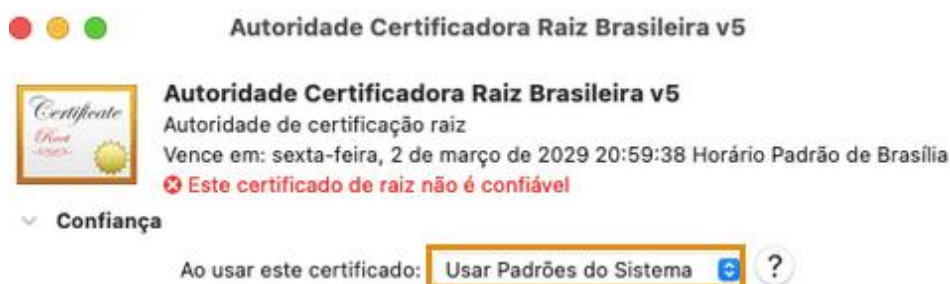 Autoridade Certificadora Raiz Brasileira v5
Certificate
Root
Autoridade Certificadora Raiz Brasileira v5
Autoridade de certificação raiz
Vence em: sexta-feira, 2 de março de 2029 20:59:38 Horário Padrão de Brasília
Este certificado de raiz não é confiável
Confiança
Ao usar este certificado: Usar Padrões do Sistema ?